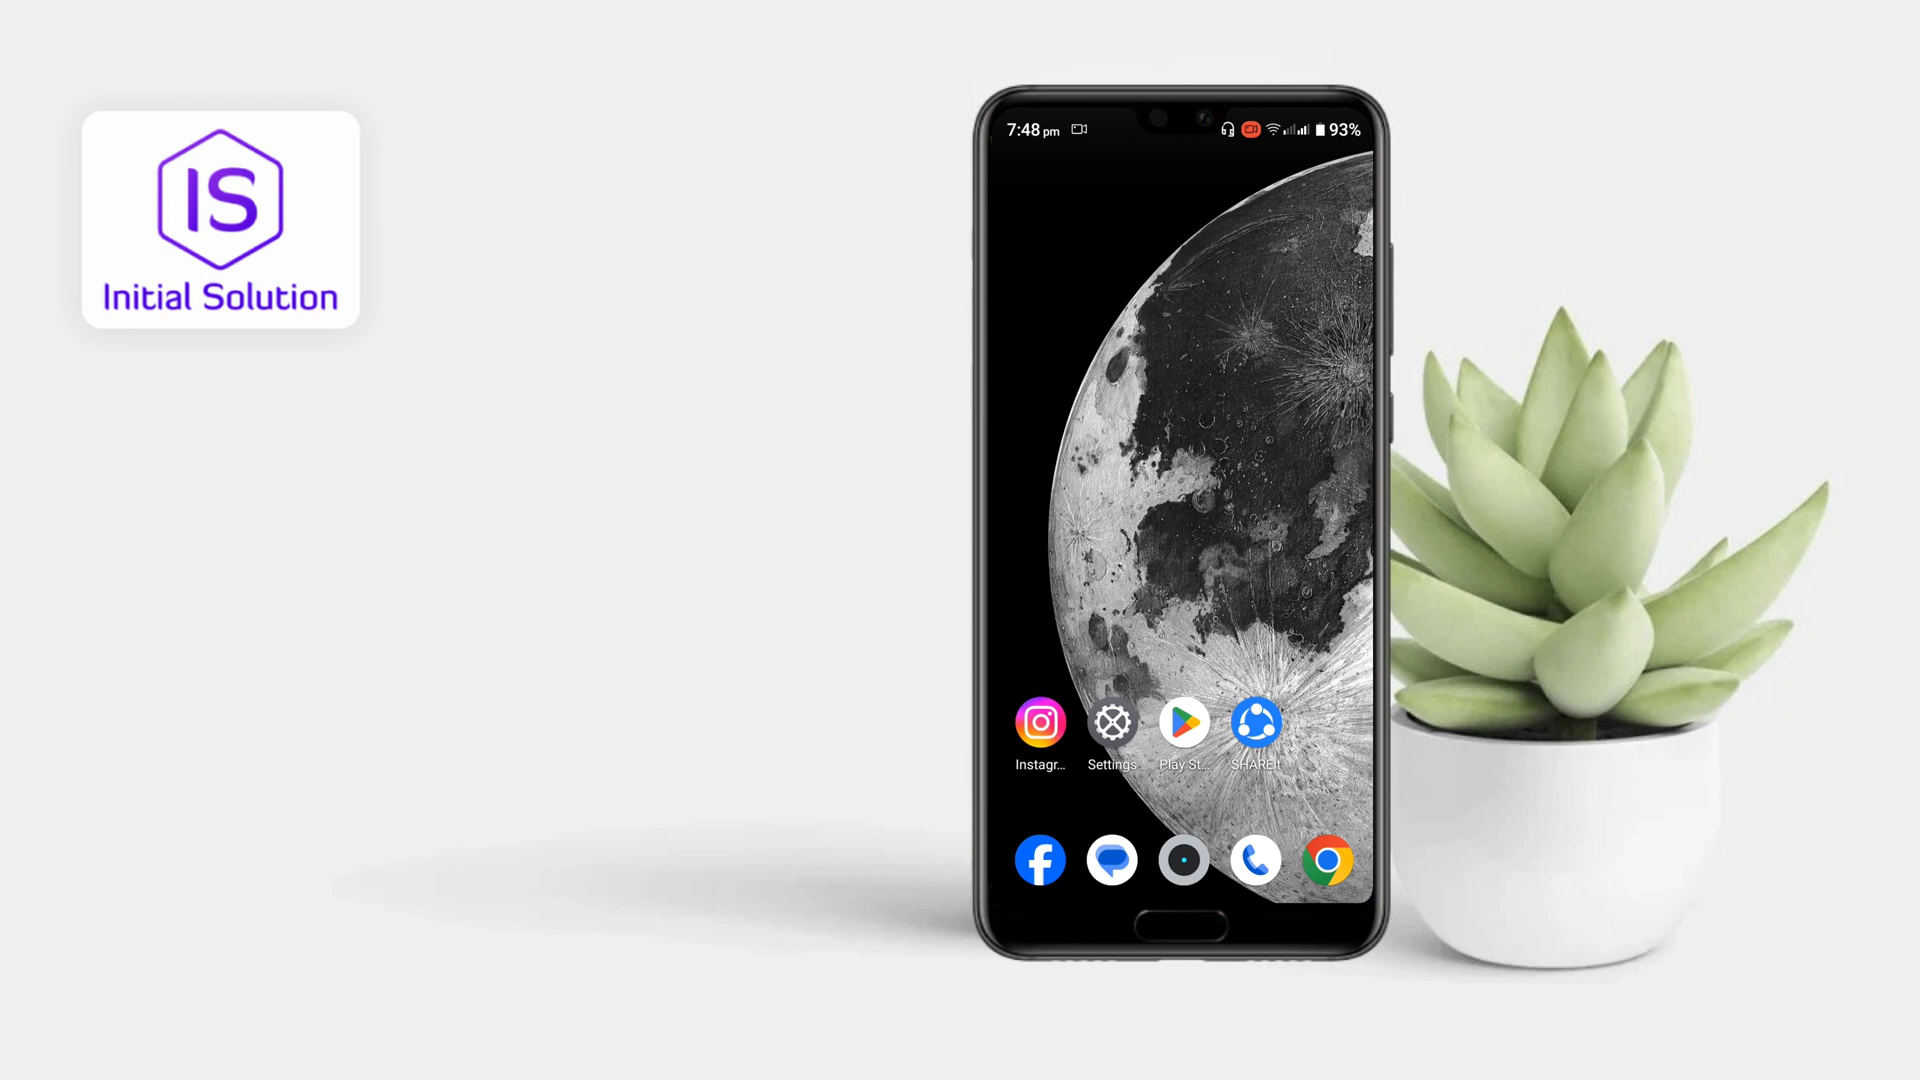 IS
Initial Solution
7:48 pm
93%
Instagr...
Settings
Play St...
SHAREit